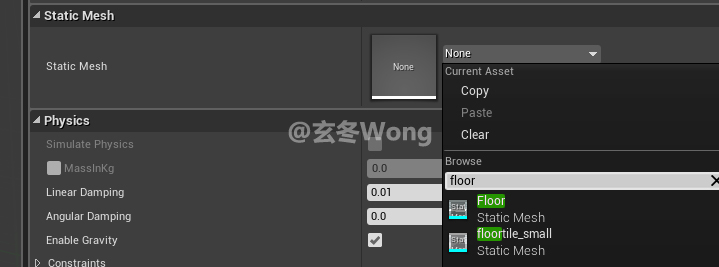 Static Mesh
Static Mesh
None
None
Current Asset
Copy
Paste
Clear
Physics
@玄冬Wong
Simulate Physics
MassInKg
0.0
Linear Damping
0.01
Angular Damping
0.0
Enable Gravity
Constraints
Browse
floor
Floor
Static Mesh
floortile_small
Static Mesh